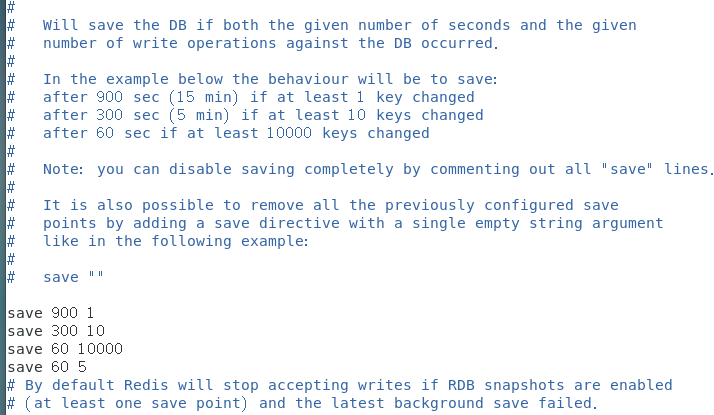 #
#   Will save the DB if both the given number of seconds and the given
#   number of write operations against the DB occurred.
#
#   In the example below the behaviour will be to save:
#   after 900 sec (15 min) if at least 1 key changed
#   after 300 sec (5 min) if at least 10 keys changed
#   after 60 sec if at least 10000 keys changed
#
#   Note: you can disable saving completely by commenting out all "save" lines.
#
#   It is also possible to remove all the previously configured save
#   points by adding a save directive with a single empty string argument
#   like in the following example:
#
#   save ""

save 900 1
save 300 10
save 60 10000
save 60 5
# By default Redis will stop accepting writes if RDB snapshots are enabled
# (at least one save point) and the latest background save failed.